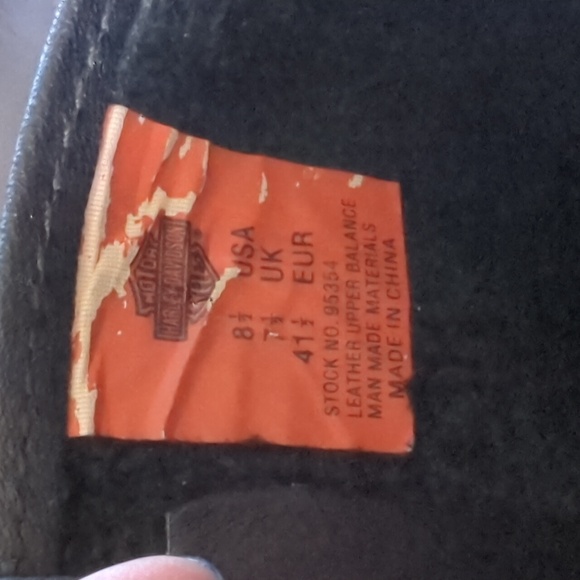 MOTOR
HARLEY-DAVIDSON
8½ USA
7½ UK
41½ EUR
STOCK NO. 95354
LEATHER UPPER BALANCE
MAN MADE MATERIALS
MADE IN CHINA